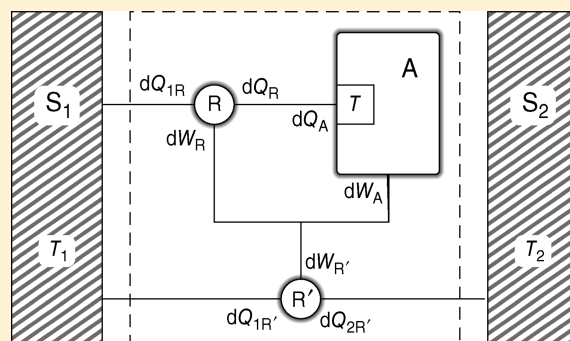 A
dQ1R
dQR
S1
R
T
S2
dQA
dWR
dWA
T1
T2
dWR′
R′
dQ1R′
dQ2R′